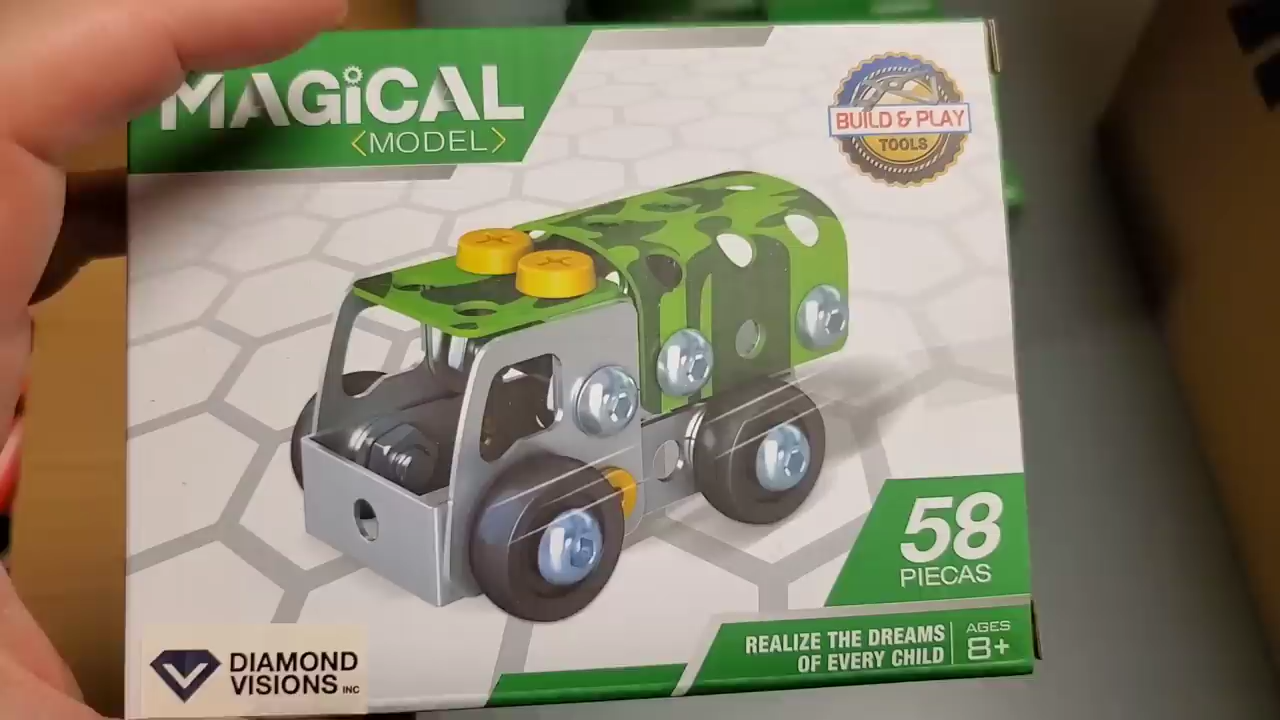 MAGiCAL
<MODEL>
BUILD & PLAY
TOOLS
58
PIECAS
REALIZE THE DREAMS
OF EVERY CHILD
AGES
8+
DIAMOND
VISIONS INC